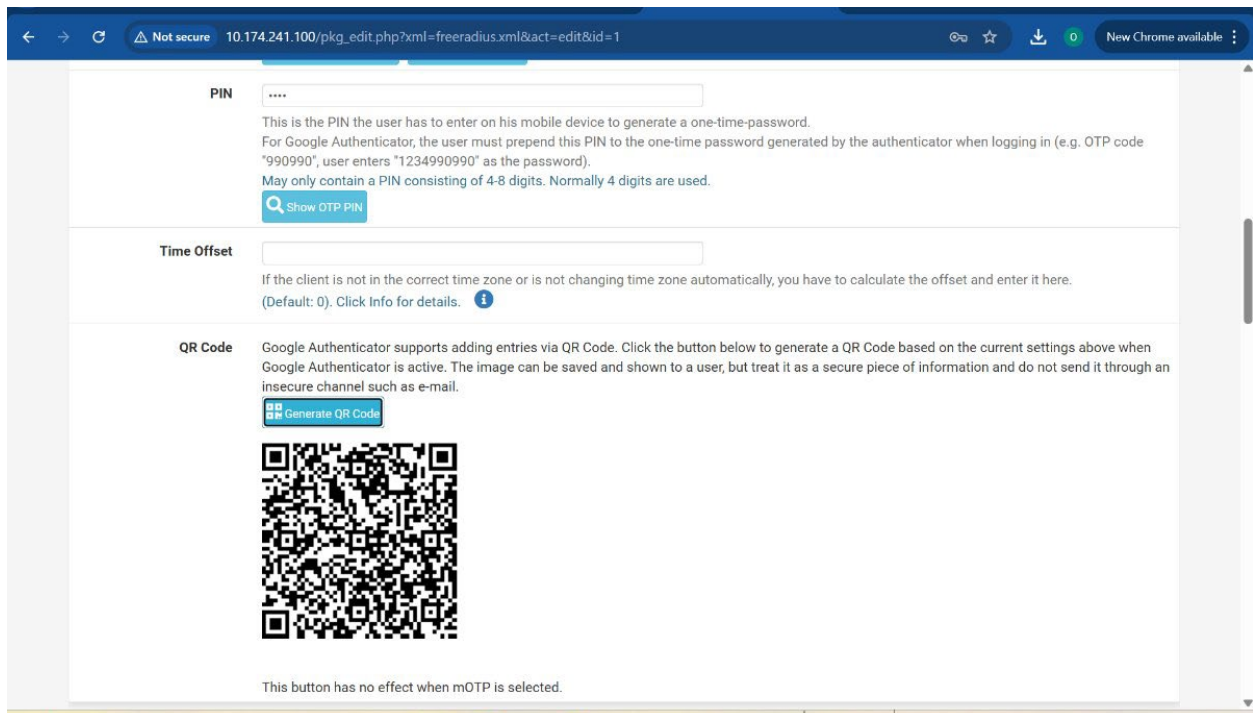 Not secure 10.174.241.100/pkg_edit.php?xml=freeradius.xml&act=edit&id=1 0 New Chrome available
PIN ....
This is the PIN the user has to enter on his mobile device to generate a one-time-password.
For Google Authenticator, the user must prepend this PIN to the one-time password generated by the authenticator when logging in (e.g. OTP code
"990990", user enters "1234990990" as the password).
May only contain a PIN consisting of 4-8 digits. Normally 4 digits are used.
Show OTP PIN
Time Offset
If the client is not in the correct time zone or is not changing time zone automatically, you have to calculate the offset and enter it here.
(Default: 0). Click Info for details.
QR Code Google Authenticator supports adding entries via QR Code. Click the button below to generate a QR Code based on the current settings above when
Google Authenticator is active. The image can be saved and shown to a user, but treat it as a secure piece of information and do not send it through an
insecure channel such as e-mail.
Generate QR Code
This button has no effect when mOTP is selected.